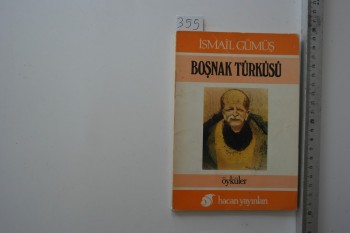 3551
İSMAİL GÜMÜŞ
BOŞNAK TÜRKÜSÜ
öyküler
hacan yayınları